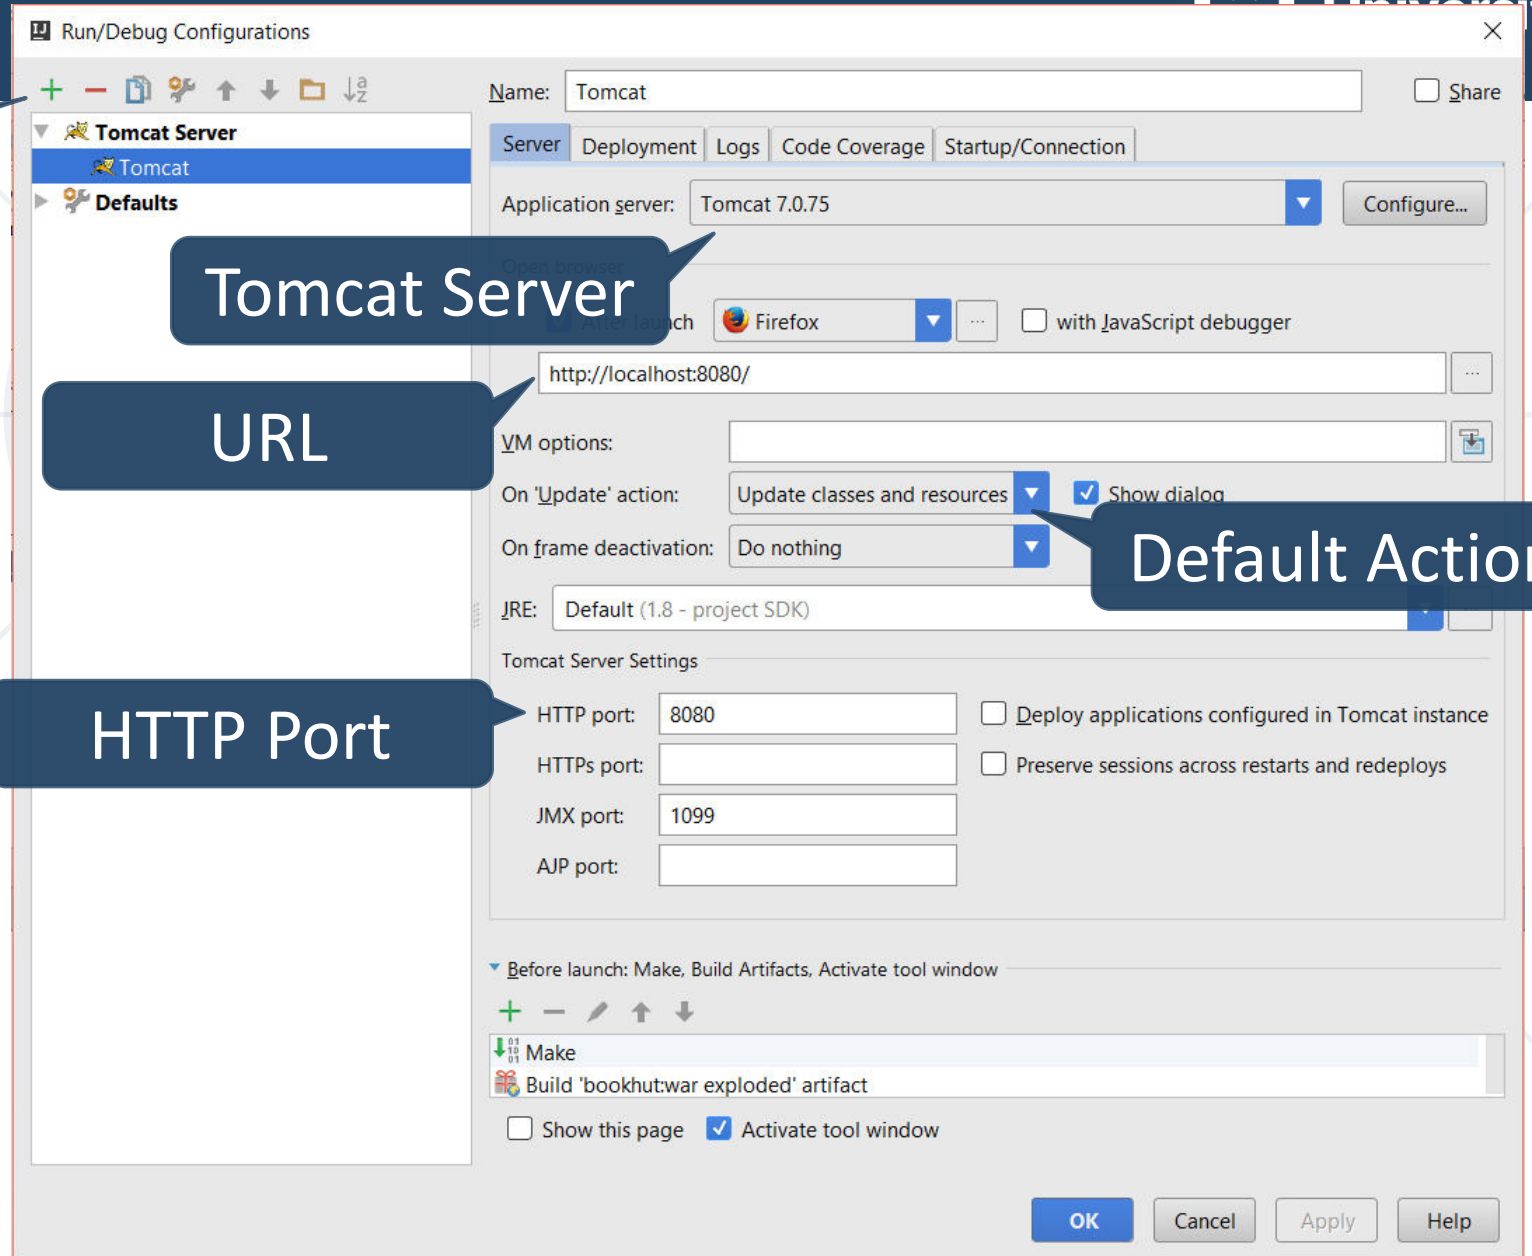 Run/Debug Configurations
Name: Tomcat Share
Tomcat Server
Tomcat
Defaults
Server Deployment Logs Code Coverage Startup/Connection
Application server: Tomcat 7.0.75 Configure...
Tomcat Server
Open browser
After launch Firefox ... with JavaScript debugger
http://localhost:8080/ ...
URL
VM options:
On 'Update' action: Update classes and resources Show dialog
On frame deactivation: Do nothing
Default Action
JRE: Default (1.8 - project SDK)
Tomcat Server Settings
HTTP Port
HTTP port: 8080 Deploy applications configured in Tomcat instance
HTTPs port: Preserve sessions across restarts and redeploys
JMX port: 1099
AJP port:
Before launch: Make, Build Artifacts, Activate tool window
Make
Build 'bookhut:war exploded' artifact
Show this page Activate tool window
OK Cancel Apply Help